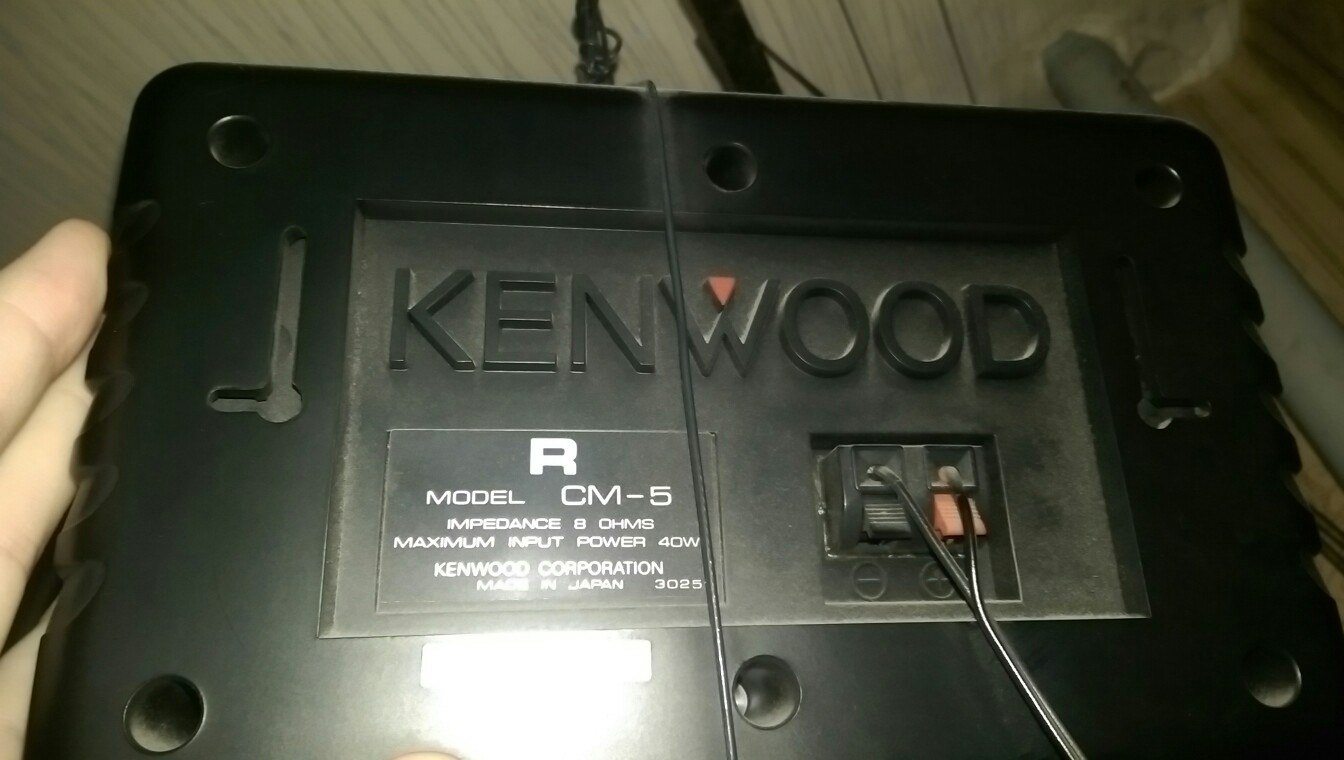 KENWOOD
R
MODEL CM-5
IMPEDANCE 8 OHMS
MAXIMUM INPUT POWER 40W
KENWOOD CORPORATION
MADE IN JAPAN 3025
⊖ ⊕